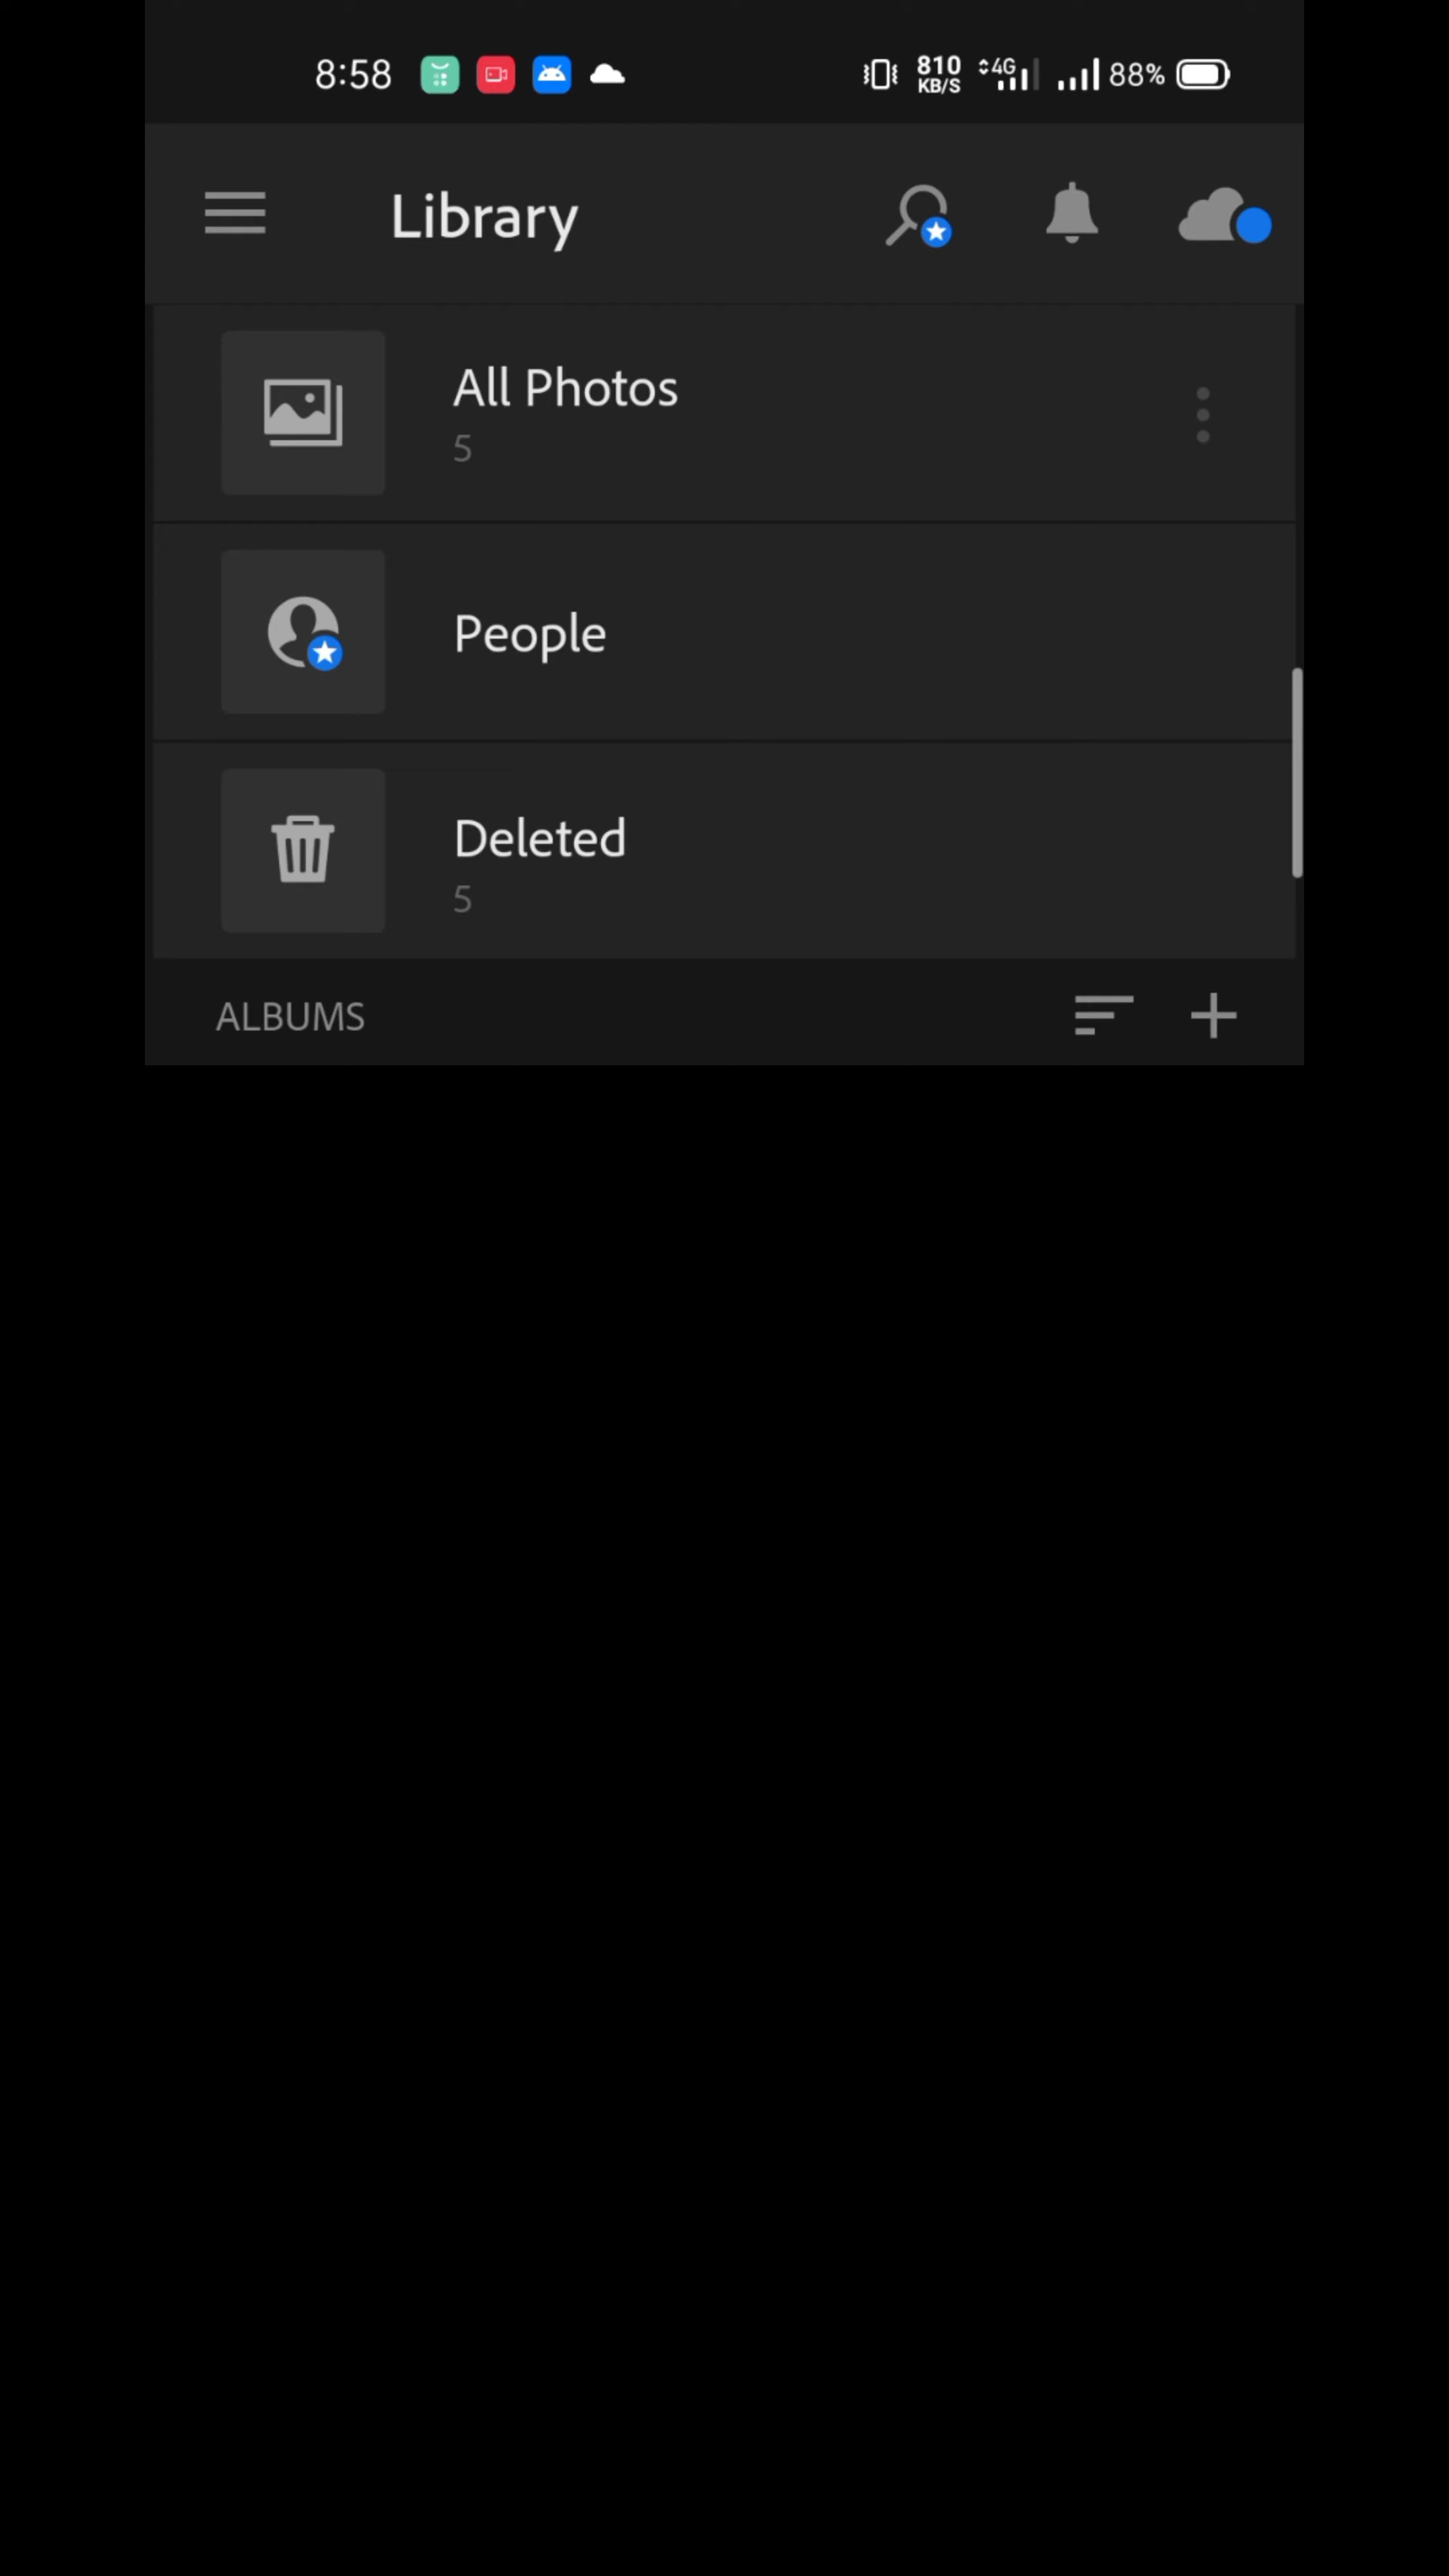 8:58 810 KB/S 4G 88%
Library
All Photos
5
People
Deleted
5
ALBUMS